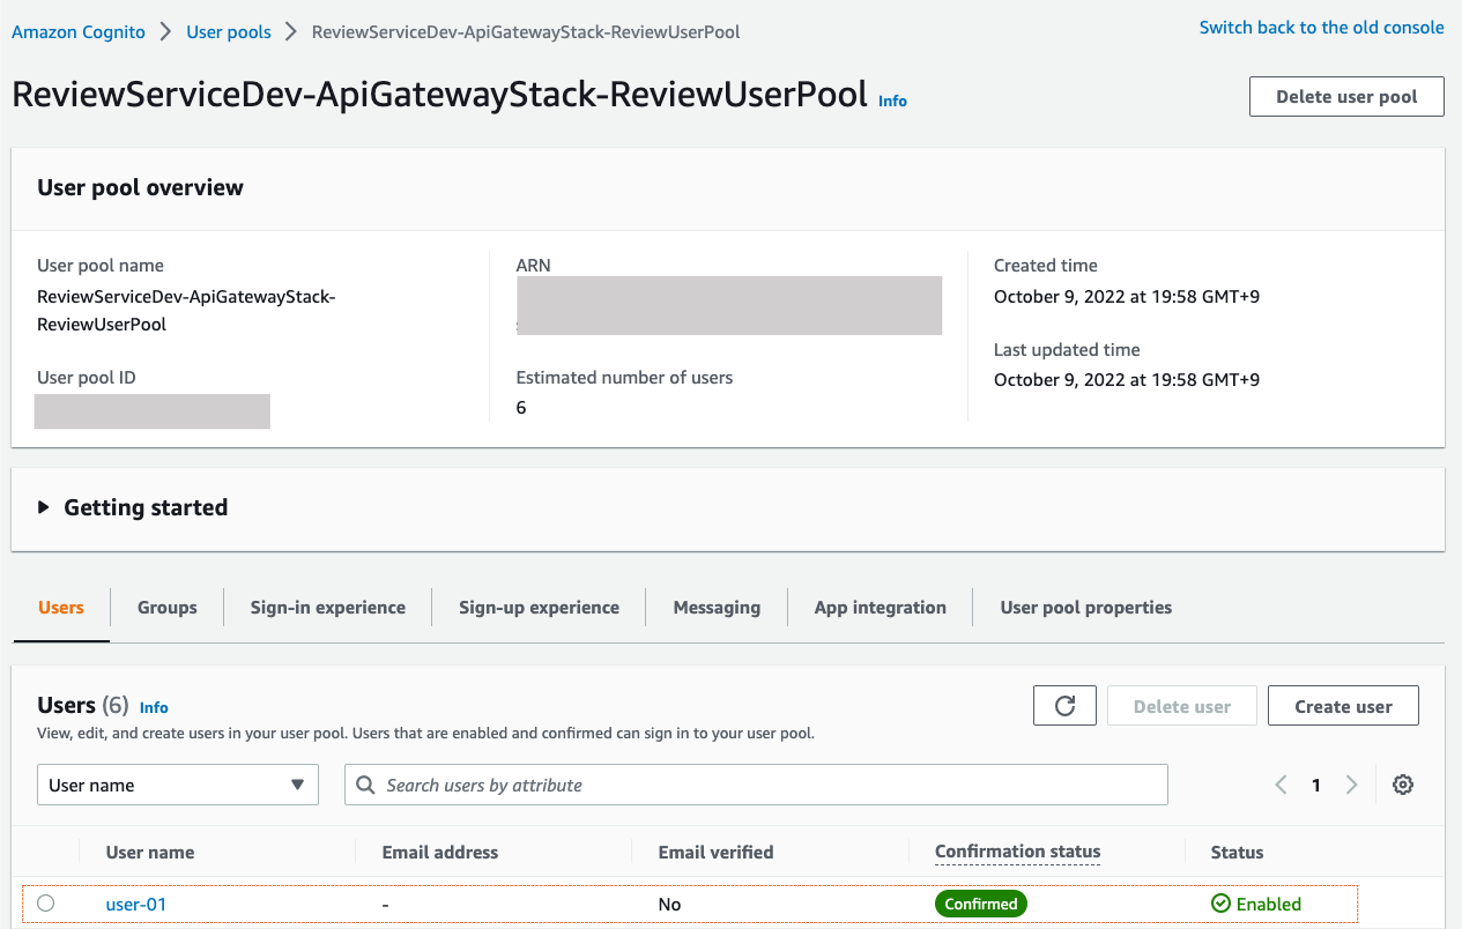 Amazon Cognito > User pools > ReviewServiceDev-ApiGatewayStack-ReviewUserPool
Switch back to the old console
ReviewServiceDev-ApiGatewayStack-ReviewUserPool Info
Delete user pool
User pool overview
User pool name
ReviewServiceDev-ApiGatewayStack-
ReviewUserPool
User pool ID
ARN
Estimated number of users
6
Created time
October 9, 2022 at 19:58 GMT+9
Last updated time
October 9, 2022 at 19:58 GMT+9
Getting started
Users Groups Sign-in experience Sign-up experience Messaging App integration User pool properties
Users (6) Info
Delete user Create user
View, edit, and create users in your user pool. Users that are enabled and confirmed can sign in to your user pool.
User name Search users by attribute 1
User name Email address Email verified Confirmation status Status
user-01 - No Confirmed Enabled